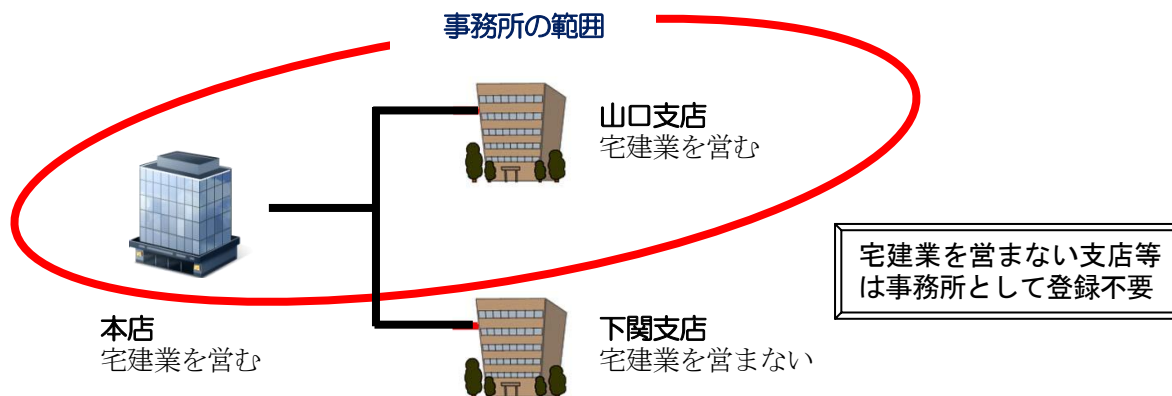 事務所の範囲
山口支店
宅建業を営む
本店
宅建業を営む
下関支店
宅建業を営まない
宅建業を営まない支店等
は事務所として登録不要